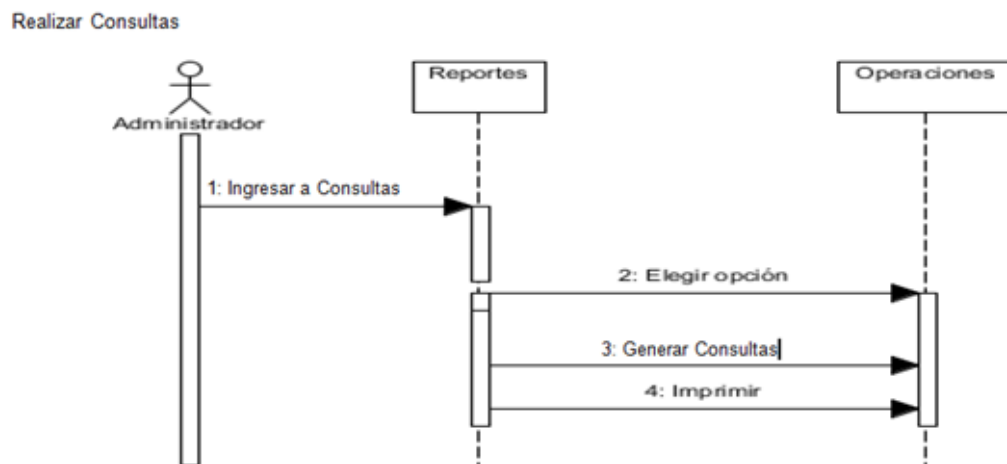 Realizar Consultas
Reportes
Operaciones
Administrador
1: Ingresar a Consultas
2: Elegir opción
3: Generar Consultas
4: Imprimir